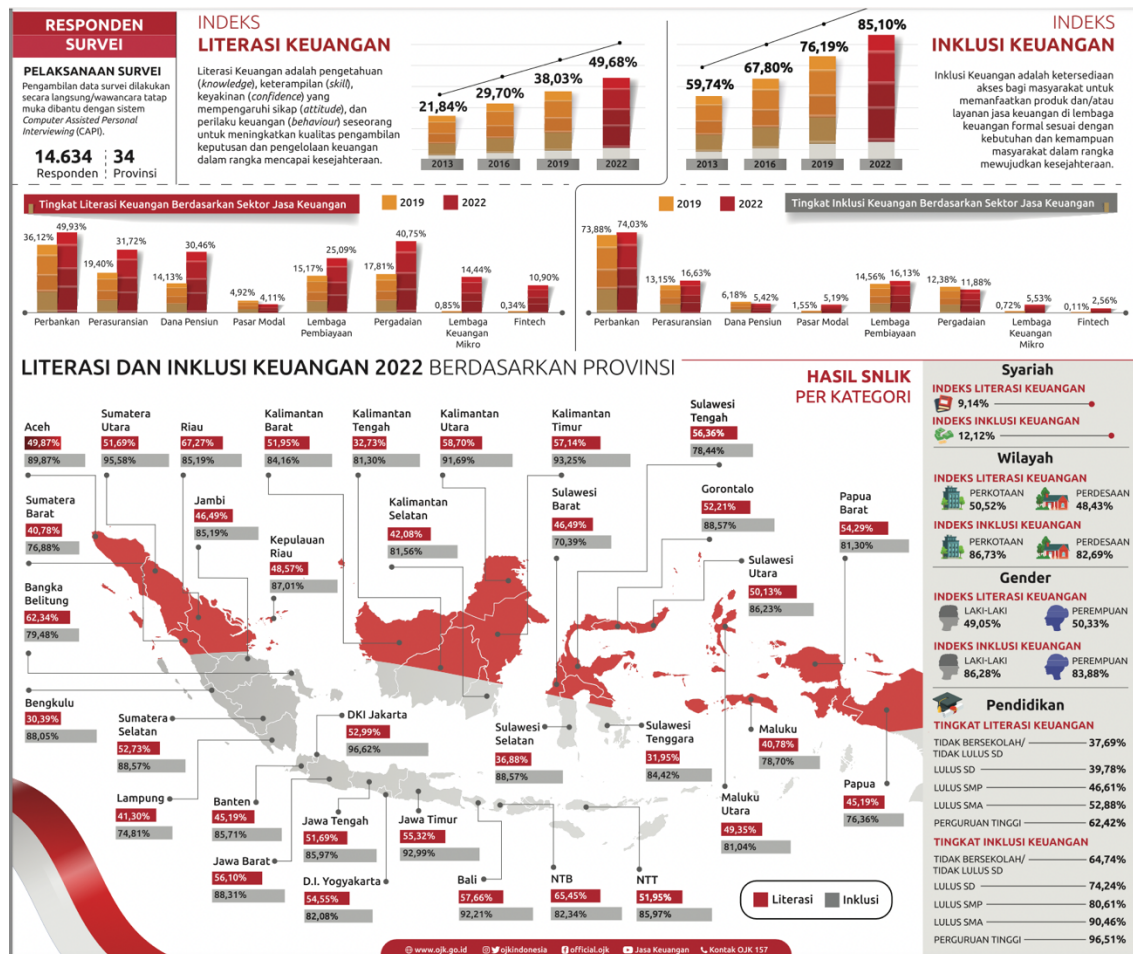 RESPONDEN
SURVEI
PELAKSANAAN SURVEI
Pengambilan data survei dilakukan
secara langsung/wawancara tatap
muka dibantu dengan sistem
Computer Assisted Personal
Interviewing (CAPI).
14.634
Responden
34
Provinsi
INDEKS
LITERASI KEUANGAN
Literasi Keuangan adalah pengetahuan
(knowledge), keterampilan (skill),
keyakinan (confidence) yang
mempengaruhi sikap (attitude), dan
perilaku keuangan (behaviour) seseorang
untuk meningkatkan kualitas pengambilan
keputusan dan pengelolaan keuangan
dalam rangka mencapai kesejahteraan.
21,84%
29,70%
38,03%
49,68%
2013
2016
2019
2022
59,74%
67,80%
76,19%
85,10%
2013
2016
2019
2022
INDEKS
INKLUSI KEUANGAN
Inklusi Keuangan adalah ketersediaan
akses bagi masyarakat untuk
memanfaatkan produk dan/atau
layanan jasa keuangan di lembaga
keuangan formal sesuai dengan
kebutuhan dan kemampuan
masyarakat dalam rangka
mewujudkan kesejahteraan.
Tingkat Literasi Keuangan Berdasarkan Sektor Jasa Keuangan
2019
2022
36,12%
49,93%
19,40%
31,72%
14,13%
30,46%
4,92%
4,11%
15,17%
25,09%
17,81%
40,75%
0,85%
14,44%
0,34%
10,90%
Perbankan
Perasuransian
Dana Pensiun
Pasar Modal
Lembaga
Pembiayaan
Pergadaian
Lembaga
Keuangan
Mikro
Fintech
2019
2022
Tingkat Inklusi Keuangan Berdasarkan Sektor Jasa Keuangan
73,88%
74,03%
13,15%
16,63%
6,18%
5,42%
1,55%
5,19%
14,56%
16,13%
12,38%
11,88%
0,72%
5,53%
0,11%
2,56%
Perbankan
Perasuransian
Dana Pensiun
Pasar Modal
Lembaga
Pembiayaan
Pergadaian
Lembaga
Keuangan
Mikro
Fintech
LITERASI DAN INKLUSI KEUANGAN 2022 BERDASARKAN PROVINSI
HASIL SNLIK
PER KATEGORI
Aceh
49,87%
89,87%
Sumatera
Utara
51,69%
95,58%
Riau
67,27%
85,19%
Kalimantan
Barat
51,95%
84,16%
Kalimantan
Tengah
32,73%
81,30%
Kalimantan
Utara
58,70%
91,69%
Kalimantan
Timur
57,14%
93,25%
Sulawesi
Tengah
56,36%
78,44%
Sumatera
Barat
40,78%
76,88%
Jambi
46,49%
85,19%
Kepulauan
Riau
48,57%
87,01%
Kalimantan
Selatan
42,08%
81,56%
Sulawesi
Barat
46,49%
70,39%
Gorontalo
52,21%
88,57%
Sulawesi
Utara
50,13%
86,23%
Papua
Barat
54,29%
81,30%
Bangka
Belitung
62,34%
79,48%
Bengkulu
30,39%
88,05%
Sumatera
Selatan
52,73%
88,57%
DKI Jakarta
52,99%
96,62%
Sulawesi
Selatan
36,88%
88,57%
Sulawesi
Tenggara
31,95%
84,42%
Maluku
40,78%
78,70%
Papua
45,19%
76,36%
Lampung
41,30%
74,81%
Banten
45,19%
85,71%
Jawa Tengah
51,69%
85,97%
Jawa Timur
55,32%
92,99%
Maluku
Utara
49,35%
81,04%
Jawa Barat
56,10%
88,31%
D.I. Yogyakarta
54,55%
82,08%
Bali
57,66%
92,21%
NTB
65,45%
82,34%
NTT
51,95%
85,97%
Literasi
Inklusi
www.ojk.go.id
ojkindonesia
official.ojk
Jasa Keuangan
Kontak OJK 157
Syariah
INDEKS LITERASI KEUANGAN
9,14%
INDEKS INKLUSI KEUANGAN
12,12%
Wilayah
INDEKS LITERASI KEUANGAN
PERKOTAAN
50,52%
PERDESAAN
48,43%
INDEKS INKLUSI KEUANGAN
PERKOTAAN
86,73%
PERDESAAN
82,69%
Gender
INDEKS LITERASI KEUANGAN
LAKI-LAKI
49,05%
PEREMPUAN
50,33%
INDEKS INKLUSI KEUANGAN
LAKI-LAKI
86,28%
PEREMPUAN
83,88%
Pendidikan
TINGKAT LITERASI KEUANGAN
TIDAK BERSEKOLAH/
TIDAK LULUS SD
37,69%
LULUS SD 39,78%
LULUS SMP 46,61%
LULUS SMA 52,88%
PERGURUAN TINGGI 62,42%
TINGKAT INKLUSI KEUANGAN
TIDAK BERSEKOLAH/
TIDAK LULUS SD
64,74%
LULUS SD 74,24%
LULUS SMP 80,61%
LULUS SMA 90,46%
PERGURUAN TINGGI 96,51%